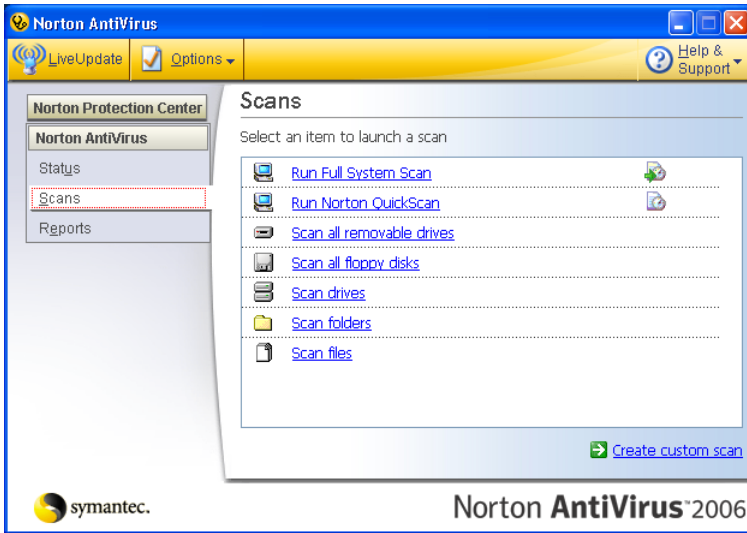 Norton AntiVirus
LiveUpdate
Options
Help & Support
Norton Protection Center
Norton AntiVirus
Status
Scans
Reports
Scans
Select an item to launch a scan
Run Full System Scan
Run Norton QuickScan
Scan all removable drives
Scan all floppy disks
Scan drives
Scan folders
Scan files
Create custom scan
symantec.
Norton AntiVirus™2006